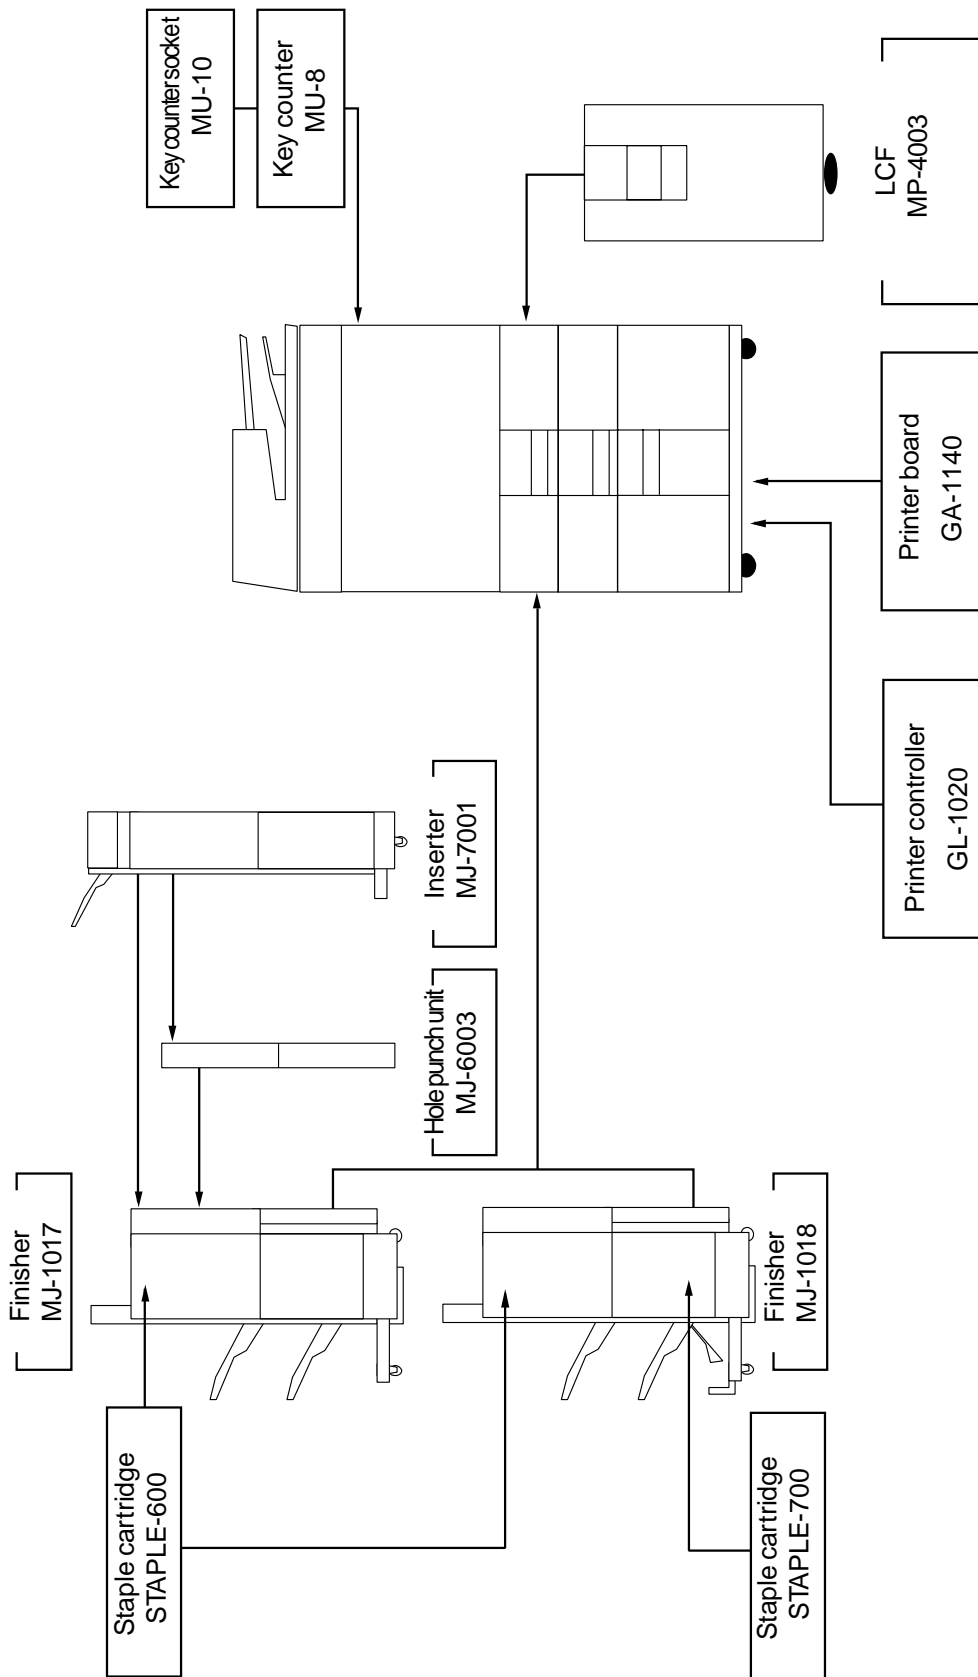 Key counter socket
MU-10
Key counter
MU-8
LCF
MP-4003
Printer board
GA-1140
Printer controller
GL-1020
Inserter
MJ-7001
Hole punch unit
MJ-6003
Finisher
MJ-1017
Finisher
MJ-1018
Staple cartridge
STAPLE-600
Staple cartridge
STAPLE-700